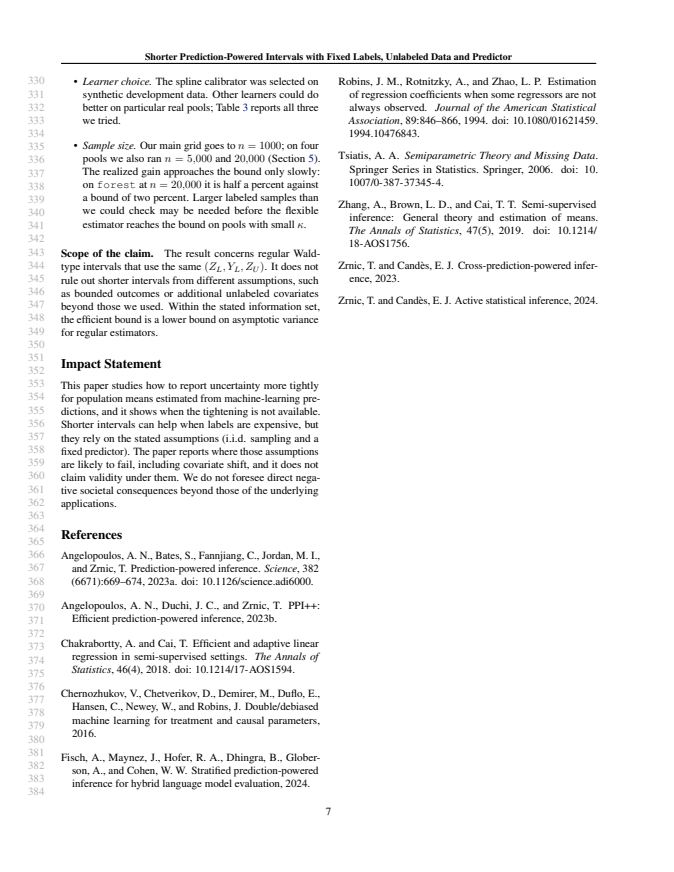 Shorter Prediction-Powered Intervals with Fixed Labels, Unlabeled Data and Predictor
330
331
332
333
334
335
336
337
338
339
340
341
342
343
344
345
346
347
348
349
350
351
352
353
354
355
356
357
358
359
360
361
362
363
364
365
366
367
368
369
370
371
372
373
374
375
376
377
378
379
380
381
382
383
384
• Learner choice. The spline calibrator was selected on
synthetic development data. Other learners could do
better on particular real pools; Table 3 reports all three
we tried.
• Sample size. Our main grid goes to n = 1000; on four
pools we also ran n = 5,000 and 20,000 (Section 5).
The realized gain approaches the bound only slowly:
on forest at n = 20,000 it is half a percent against
a bound of two percent. Larger labeled samples than
we could check may be needed before the flexible
estimator reaches the bound on pools with small κ.
Scope of the claim. The result concerns regular Wald-
type intervals that use the same (Z_L, Y_L, Z_U). It does not
rule out shorter intervals from different assumptions, such
as bounded outcomes or additional unlabeled covariates
beyond those we used. Within the stated information set,
the efficient bound is a lower bound on asymptotic variance
for regular estimators.
Impact Statement
This paper studies how to report uncertainty more tightly
for population means estimated from machine-learning pre-
dictions, and it shows when the tightening is not available.
Shorter intervals can help when labels are expensive, but
they rely on the stated assumptions (i.i.d. sampling and a
fixed predictor). The paper reports where those assumptions
are likely to fail, including covariate shift, and it does not
claim validity under them. We do not foresee direct nega-
tive societal consequences beyond those of the underlying
applications.
References
Angelopoulos, A. N., Bates, S., Fannjiang, C., Jordan, M. I.,
and Zrnic, T. Prediction-powered inference. Science, 382
(6671):669–674, 2023a. doi: 10.1126/science.adi6000.
Angelopoulos, A. N., Duchi, J. C., and Zrnic, T. PPI++:
Efficient prediction-powered inference, 2023b.
Chakrabortty, A. and Cai, T. Efficient and adaptive linear
regression in semi-supervised settings. The Annals of
Statistics, 46(4), 2018. doi: 10.1214/17-AOS1594.
Chernozhukov, V., Chetverikov, D., Demirer, M., Duflo, E.,
Hansen, C., Newey, W., and Robins, J. Double/debiased
machine learning for treatment and causal parameters,
2016.
Fisch, A., Maynez, J., Hofer, R. A., Dhingra, B., Glober-
son, A., and Cohen, W. W. Stratified prediction-powered
inference for hybrid language model evaluation, 2024.
Robins, J. M., Rotnitzky, A., and Zhao, L. P. Estimation
of regression coefficients when some regressors are not
always observed. Journal of the American Statistical
Association, 89:846–866, 1994. doi: 10.1080/01621459.
1994.10476843.
Tsiatis, A. A. Semiparametric Theory and Missing Data.
Springer Series in Statistics. Springer, 2006. doi: 10.
1007/0-387-37345-4.
Zhang, A., Brown, L. D., and Cai, T. T. Semi-supervised
inference: General theory and estimation of means.
The Annals of Statistics, 47(5), 2019. doi: 10.1214/
18-AOS1756.
Zrnic, T. and Candès, E. J. Cross-prediction-powered infer-
ence, 2023.
Zrnic, T. and Candès, E. J. Active statistical inference, 2024.
7